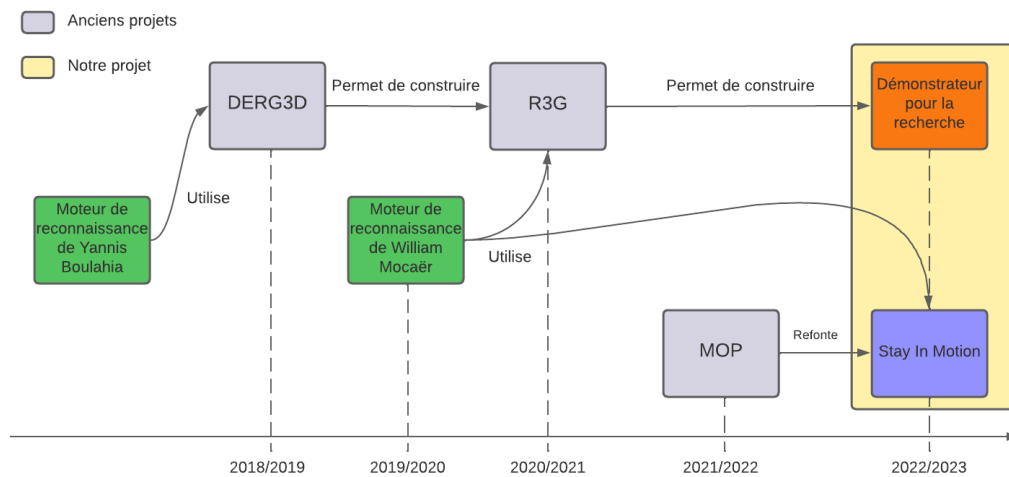 Anciens projets
Notre projet
DERG3D
Permet de construire
R3G
Permet de construire
Démonstrateur
pour la
recherche
Utilise
Moteur de
reconnaissance
de Yannis
Boulahia
Moteur de
reconnaissance
de William
Mocaër
Utilise
MOP
Refonte
Stay In Motion
2018/2019
2019/2020
2020/2021
2021/2022
2022/2023